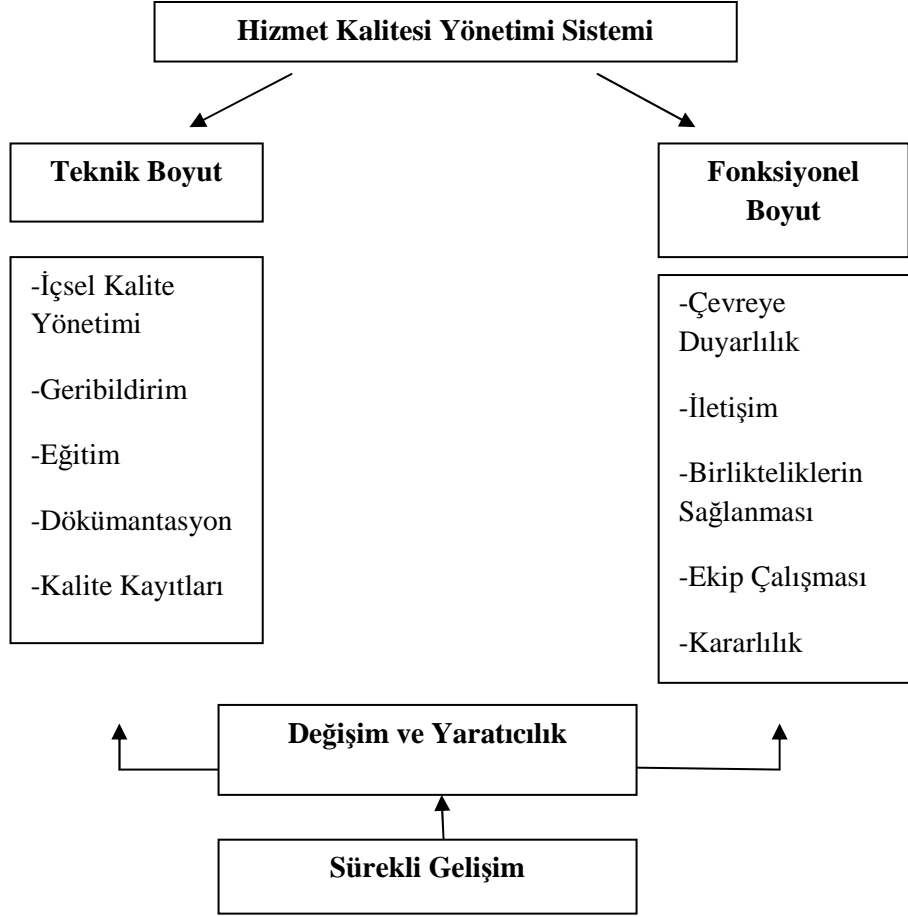 Hizmet Kalitesi Yönetimi Sistemi
Teknik Boyut
Fonksiyonel
Boyut
-İçsel Kalite
Yönetimi
-Geribildirim
-Eğitim
-Dökümantasyon
-Kalite Kayıtları
-Çevreye
Duyarlılık
-İletişim
-Birlikteliklerin
Sağlanması
-Ekip Çalışması
-Kararlılık
Değişim ve Yaratıcılık
Sürekli Gelişim